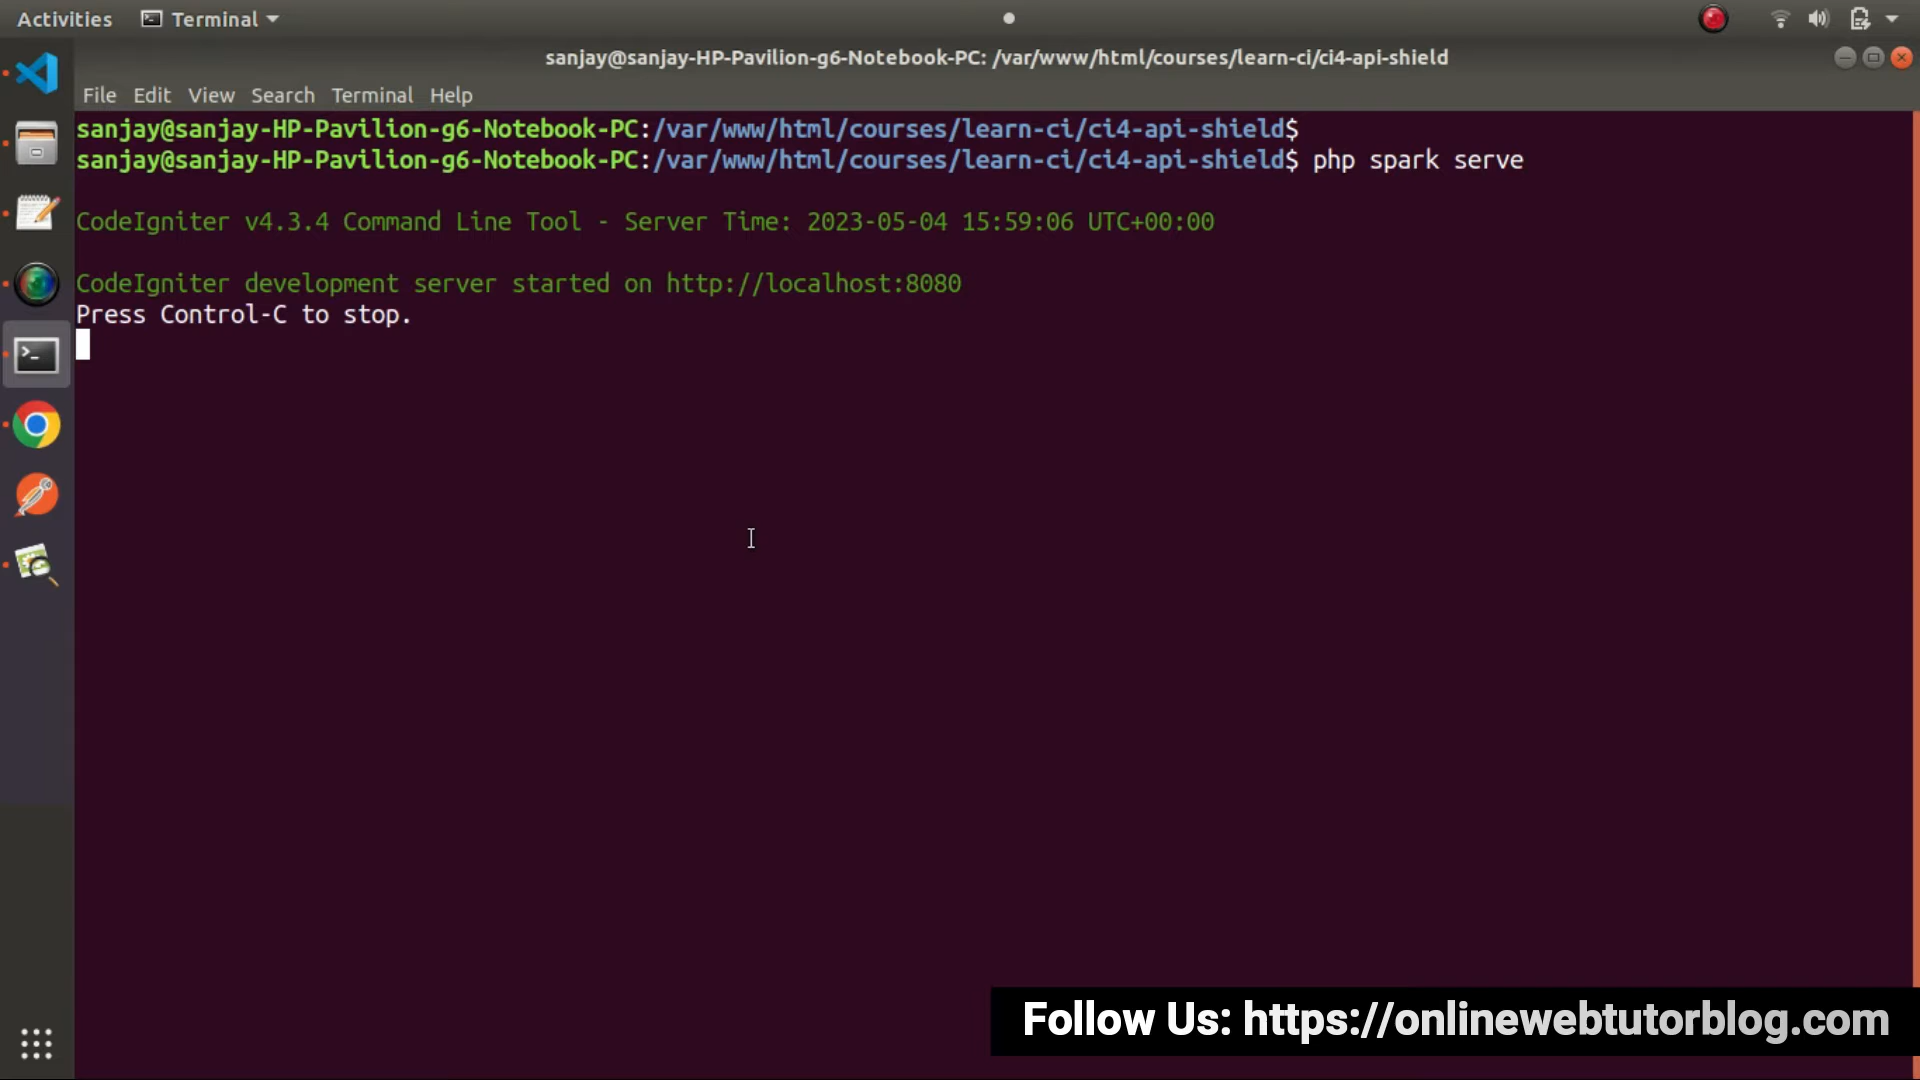 Activities Terminal
sanjay@sanjay-HP-Pavilion-g6-Notebook-PC: /var/www/html/courses/learn-ci/ci4-api-shield
File Edit View Search Terminal Help
sanjay@sanjay-HP-Pavilion-g6-Notebook-PC:/var/www/html/courses/learn-ci/ci4-api-shield$
sanjay@sanjay-HP-Pavilion-g6-Notebook-PC:/var/www/html/courses/learn-ci/ci4-api-shield$ php spark serve
CodeIgniter v4.3.4 Command Line Tool - Server Time: 2023-05-04 15:59:06 UTC+00:00
CodeIgniter development server started on http://localhost:8080
Press Control-C to stop.
Follow Us: https://onlinewebtutorblog.com